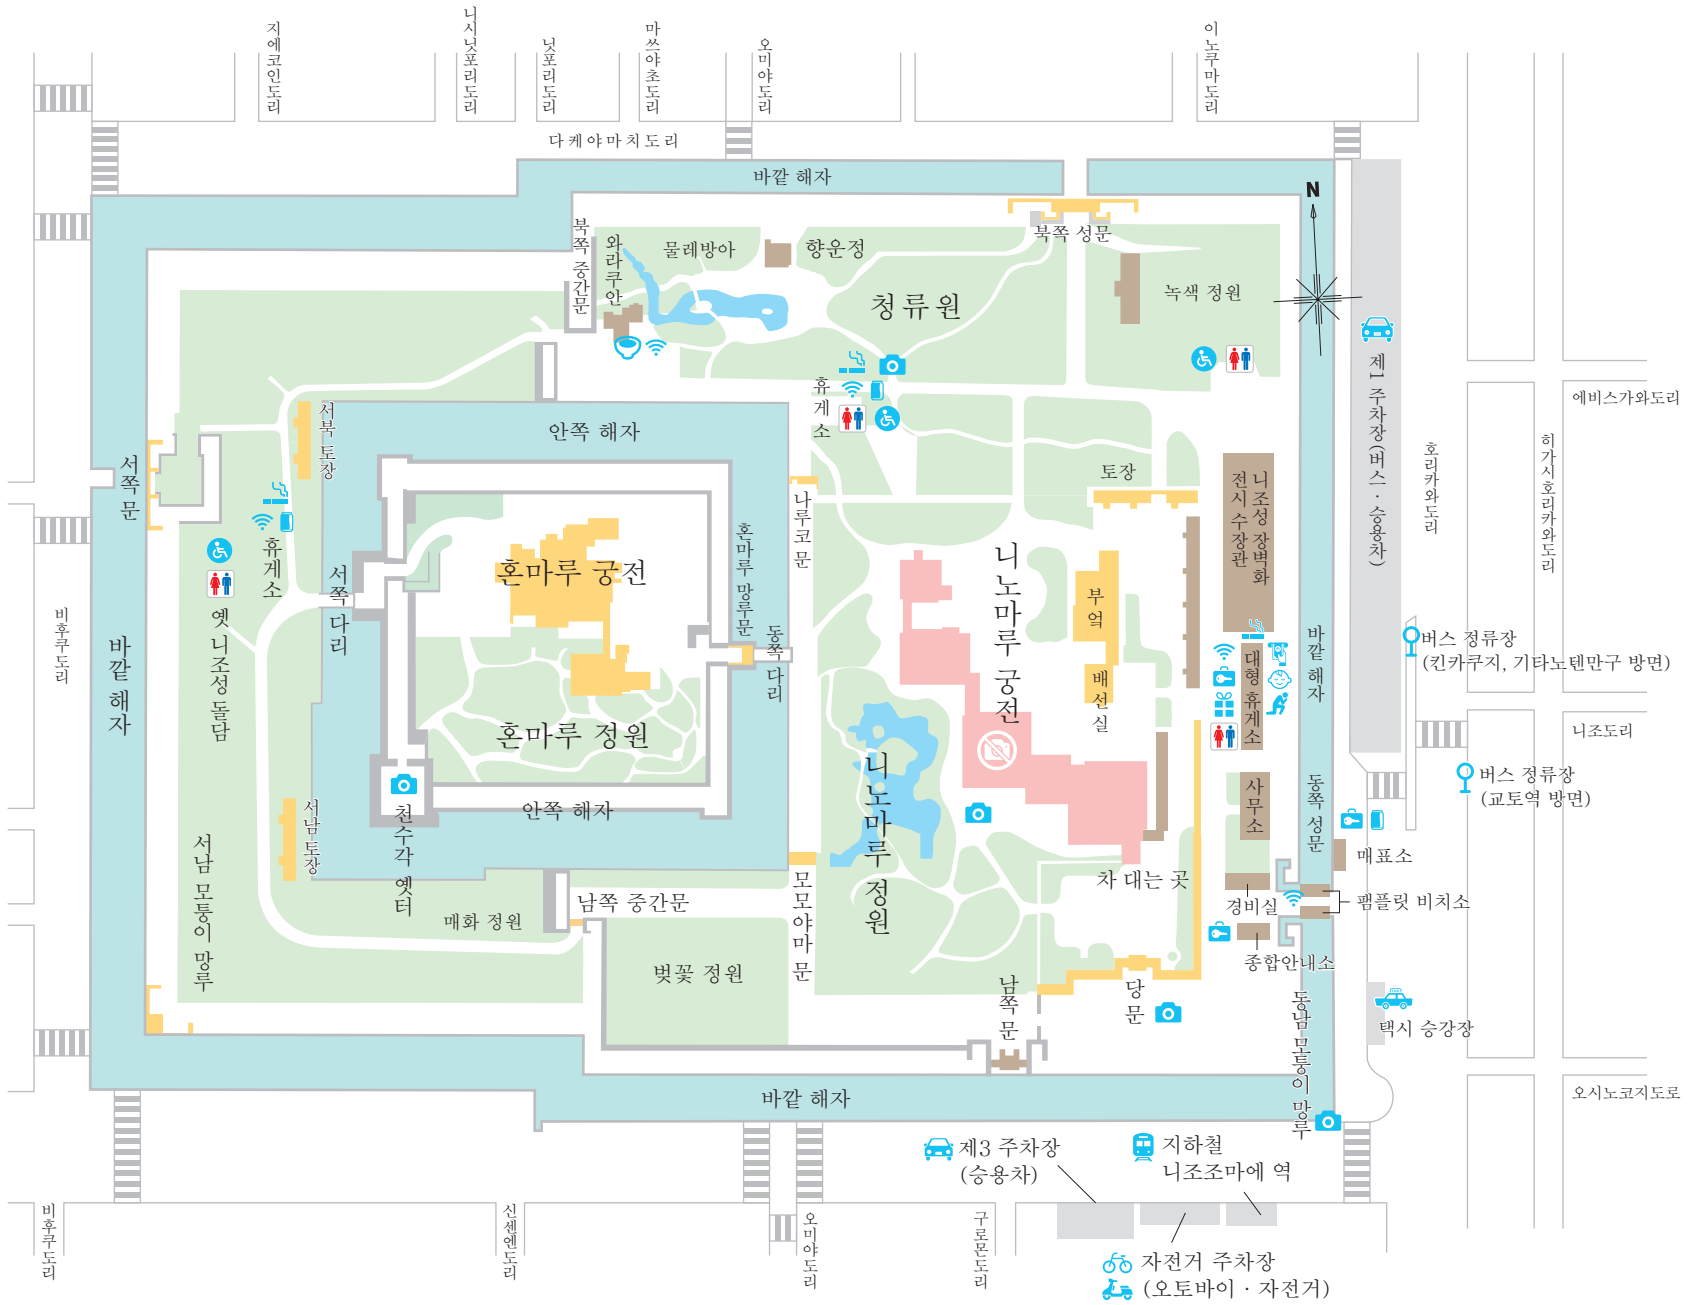 지에코인도리
니시닛포리도리
닛포리도리
마쓰야초도리
오미야도리
이노쿠마도리
다케야마치도리
바깥 해자
N
북쪽 중간문
와라쿠안
물레방아
향운정
북쪽 성문
청류원
녹색 정원
제1 주차장(버스 · 승용차)
휴게소
에비스가와도리
호리카와도리
히가시호리카와도리
서북 토장
안쪽 해자
서쪽 문
토장
니조성 장벽화
전시 수장관
나루코 문
휴게소
혼마루 궁전
혼마루 망루문
니노마루 궁전
서쪽 다리
부엌
옛 니조성 돌담
비후쿠도리
바깥 해자
동쪽 다리
배선실
대형 휴게소
바깥 해자
버스 정류장
(킨카쿠지, 기타노텐만구 방면)
혼마루 정원
니조도리
니노마루 정원
버스 정류장
(교토역 방면)
사무소
동쪽 성문
서남 토장
천수각 옛터
안쪽 해자
매표소
서남 모퉁이 망루
차 대는 곳
모모야마 문
남쪽 중간문
경비실
팸플릿 비치소
매화 정원
종합안내소
벚꽃 정원
남쪽 문
당문
동남 모퉁이 망루
택시 승강장
바깥 해자
오시노코지도로
제3 주차장
(승용차)
지하철
니조조마에 역
비후쿠도리
신센엔도리
오미야도리
구로몬도리
자전거 주차장
(오토바이 · 자전거)